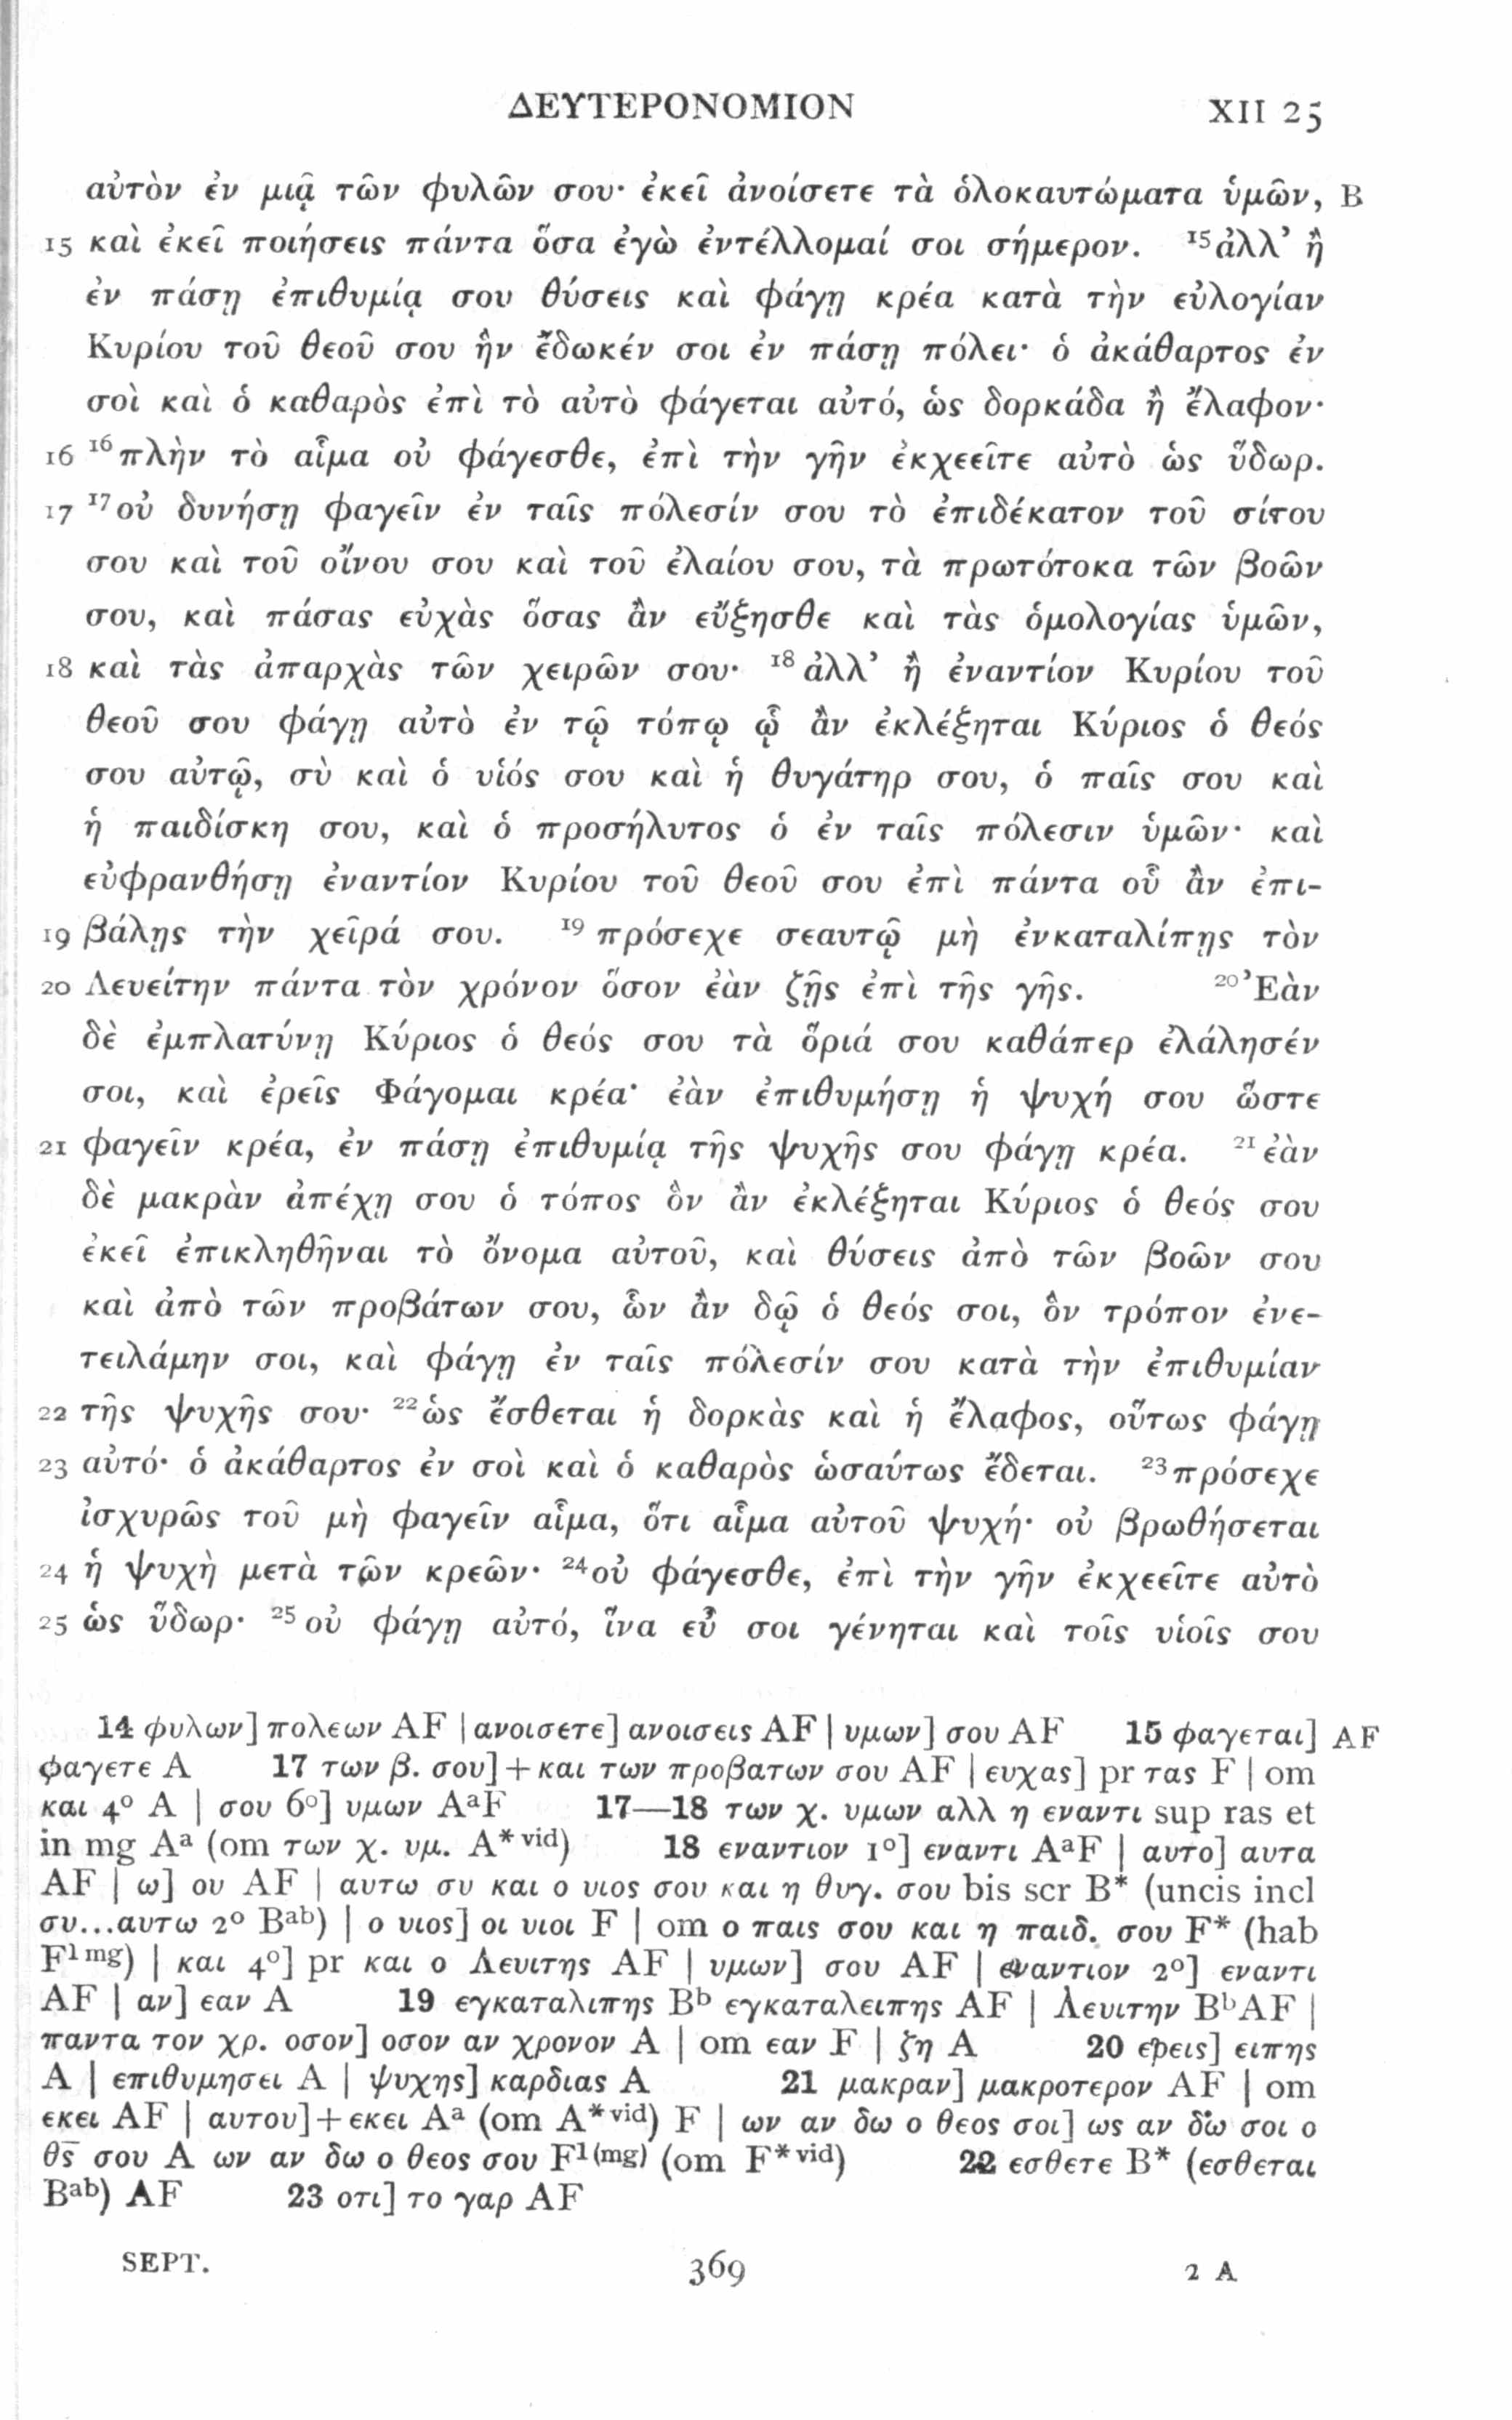 ΔΕΥΤΕΡΟΝΟΜΙΟΝ XII 25
αὐτὸν ἐν μιᾷ τῶν φυλῶν σου· ἐκεῖ ἀνοίσετε τὰ ὁλοκαυτώματα ὑμῶν, B
15 καὶ ἐκεῖ ποιήσεις πάντα ὅσα ἐγὼ ἐντέλλομαί σοι σήμερον. ¹⁵ἀλλ’ ἢ
ἐν πάσῃ ἐπιθυμίᾳ σου θύσεις καὶ φάγῃ κρέα κατὰ τὴν εὐλογίαν
Κυρίου τοῦ θεοῦ σου ἣν ἔδωκέν σοι ἐν πάσῃ πόλει· ὁ ἀκάθαρτος ἐν
σοὶ καὶ ὁ καθαρὸς ἐπὶ τὸ αὐτὸ φάγεται αὐτό, ὡς δορκάδα ἢ ἔλαφον·
16 ¹⁶πλὴν τὸ αἷμα οὐ φάγεσθε, ἐπὶ τὴν γῆν ἐκχεεῖτε αὐτὸ ὡς ὕδωρ.
17 ¹⁷οὐ δυνήσῃ φαγεῖν ἐν ταῖς πόλεσίν σου τὸ ἐπιδέκατον τοῦ σίτου
σου καὶ τοῦ οἴνου σου καὶ τοῦ ἐλαίου σου, τὰ πρωτότοκα τῶν βοῶν
σου, καὶ πάσας εὐχὰς ὅσας ἂν εὔξησθε καὶ τὰς ὁμολογίας ὑμῶν,
18 καὶ τὰς ἀπαρχὰς τῶν χειρῶν σου· ¹⁸ἀλλ’ ἢ ἐναντίον Κυρίου τοῦ
θεοῦ σου φάγῃ αὐτὸ ἐν τῷ τόπῳ ᾧ ἂν ἐκλέξηται Κύριος ὁ θεός
σου αὐτῷ, σὺ καὶ ὁ υἱός σου καὶ ἡ θυγάτηρ σου, ὁ παῖς σου καὶ
ἡ παιδίσκη σου, καὶ ὁ προσήλυτος ὁ ἐν ταῖς πόλεσιν ὑμῶν· καὶ
εὐφρανθήσῃ ἐναντίον Κυρίου τοῦ θεοῦ σου ἐπὶ πάντα οὗ ἂν ἐπι-
19 βάλῃς τὴν χεῖρά σου. ¹⁹πρόσεχε σεαυτῷ μὴ ἐνκαταλίπῃς τὸν
20 Λευείτην πάντα τὸν χρόνον ὅσον ἐὰν ζῇς ἐπὶ τῆς γῆς. ²⁰Ἐὰν
δὲ ἐμπλατύνῃ Κύριος ὁ θεός σου τὰ ὅριά σου καθάπερ ἐλάλησέν
σοι, καὶ ἐρεῖς Φάγομαι κρέα· ἐὰν ἐπιθυμήσῃ ἡ ψυχή σου ὥστε
21 φαγεῖν κρέα, ἐν πάσῃ ἐπιθυμίᾳ τῆς ψυχῆς σου φάγῃ κρέα. ²¹ἐὰν
δὲ μακρὰν ἀπέχῃ σου ὁ τόπος ὃν ἂν ἐκλέξηται Κύριος ὁ θεός σου
ἐκεῖ ἐπικληθῆναι τὸ ὄνομα αὐτοῦ, καὶ θύσεις ἀπὸ τῶν βοῶν σου
καὶ ἀπὸ τῶν προβάτων σου, ὧν ἂν δῷ ὁ θεός σοι, ὃν τρόπον ἐνε-
τειλάμην σοι, καὶ φάγῃ ἐν ταῖς πόλεσίν σου κατὰ τὴν ἐπιθυμίαν
22 τῆς ψυχῆς σου· ²²ὡς ἔσθεται ἡ δορκὰς καὶ ἡ ἔλαφος, οὕτως φάγῃ
23 αὐτό· ὁ ἀκάθαρτος ἐν σοὶ καὶ ὁ καθαρὸς ὡσαύτως ἔδεται. ²³πρόσεχε
ἰσχυρῶς τοῦ μὴ φαγεῖν αἷμα, ὅτι αἷμα αὐτοῦ ψυχή· οὐ βρωθήσεται
24 ἡ ψυχὴ μετὰ τῶν κρεῶν· ²⁴οὐ φάγεσθε, ἐπὶ τὴν γῆν ἐκχεεῖτε αὐτὸ
25 ὡς ὕδωρ· ²⁵οὐ φάγῃ αὐτό, ἵνα εὖ σοι γένηται καὶ τοῖς υἱοῖς σου
14 φυλων] πολεων AF | ανοισετε] ανοισεις AF | υμων] σου AF 15 φαγεται] AF
φαγετε A 17 των β. σου] + και των προβατων σου AF | ευχας] pr τας F | om
και 4º A | σου 6º] υμων AᵃF 17—18 των χ. υμων αλλ η εναντι sup ras et
in mg Aᵃ (om των χ. υμ. A*ᵛⁱᵈ) 18 εναντιον 1º] εναντι AᵃF | αυτο] αυτα
AF | ω] ου AF | αυτω συ και ο υιος σου και η θυγ. σου bis scr B* (uncis incl
συ...αυτω 2º Bᵃᵇ) | ο υιος] οι υιοι F | om ο παις σου και η παιδ. σου F* (hab
F¹ᵐᵍ) | και 4º] pr και ο Λευιτης AF | υμων] σου AF | εναντιον 2º] εναντι
AF | αν] εαν A 19 εγκαταλιπης Bᵇ εγκαταλειπης AF | Λευιτην BᵇAF |
παντα τον χρ. οσον] οσον αν χρονον A | om εαν F | ζη A 20 ερεις] ειπης
A | επιθυμησει A | ψυχης] καρδιας A 21 μακραν] μακροτερον AF | om
εκει AF | αυτου] + εκει Aᵃ (om A*ᵛⁱᵈ) F | ων αν δω ο θεος σοι] ως αν δω σοι ο
θς̄ σου A ων αν δω ο θεος σου F¹⁽ᵐᵍ⁾ (om F*ᵛⁱᵈ) 22 εσθετε B* (εσθεται
Bᵃᵇ) AF 23 οτι] το γαρ AF
SEPT. 369 2 A